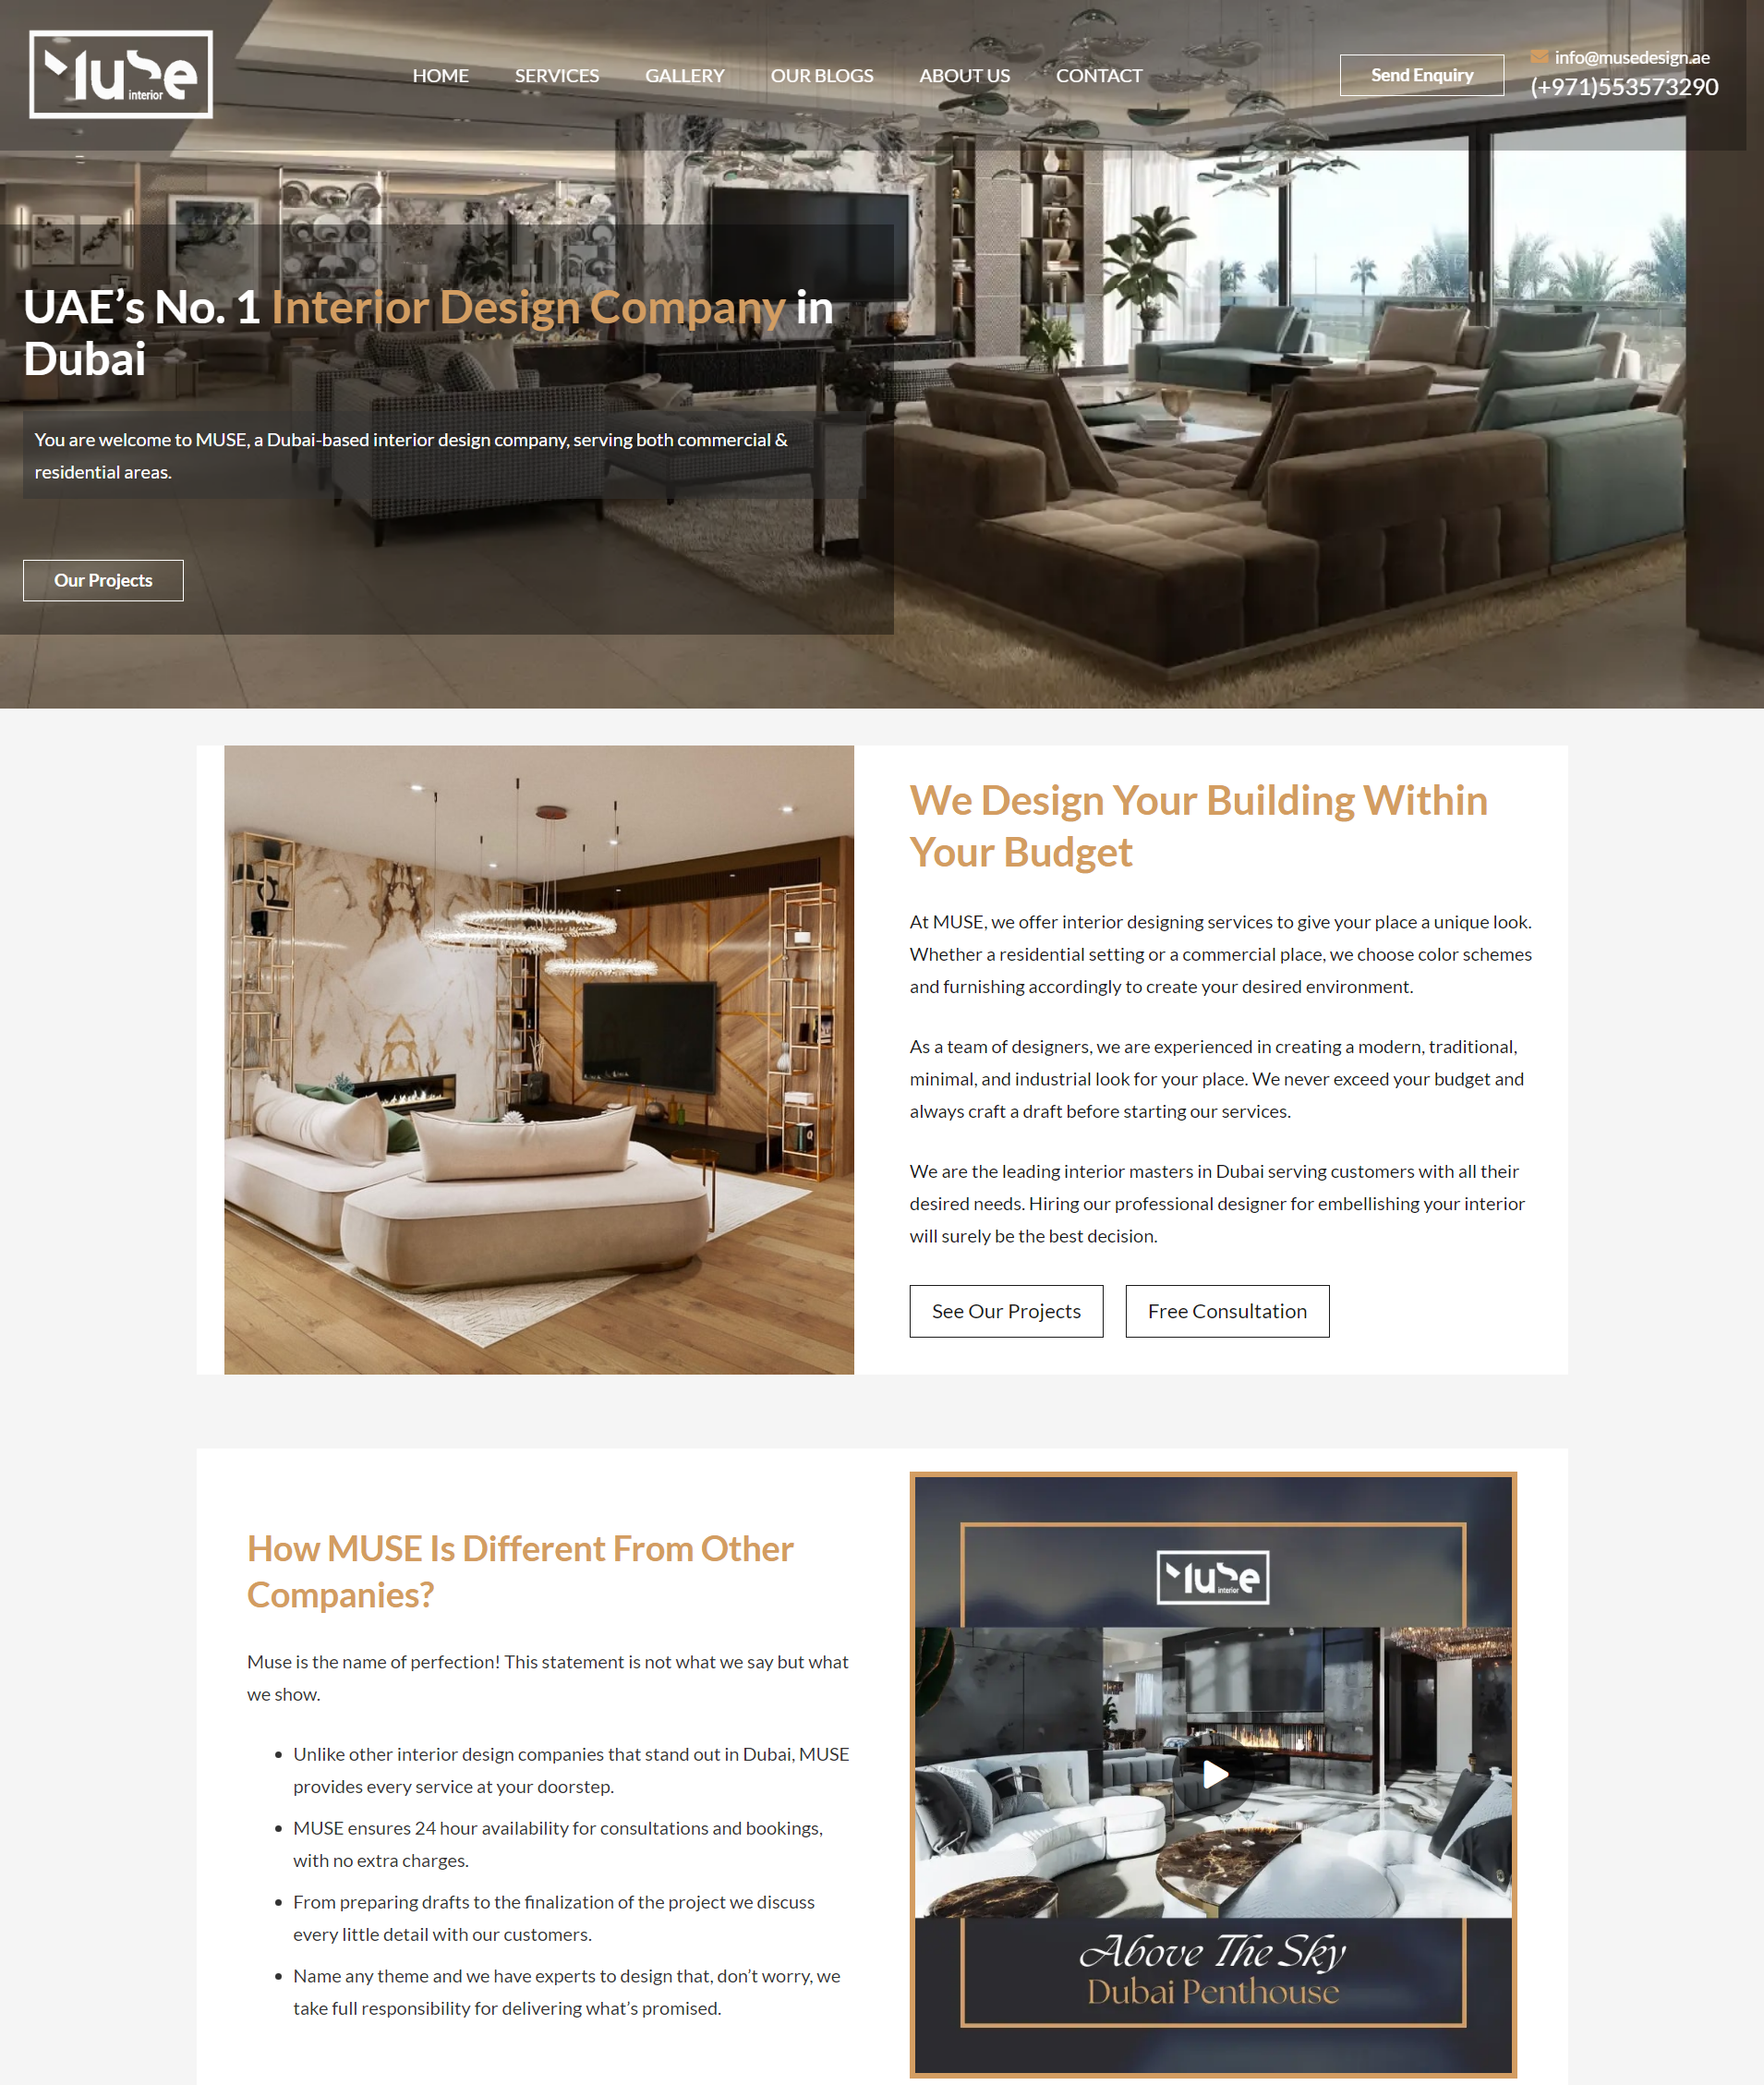 Muse
interior
HOME
SERVICES
GALLERY
OUR BLOGS
ABOUT US
CONTACT
Send Enquiry
info@musedesign.ae
(+971)553573290
UAE’s No. 1 Interior Design Company in
Dubai
You are welcome to MUSE, a Dubai-based interior design company, serving both commercial &
residential areas.
Our Projects
We Design Your Building Within
Your Budget
At MUSE, we offer interior designing services to give your place a unique look.
Whether a residential setting or a commercial place, we choose color schemes
and furnishing accordingly to create your desired environment.
As a team of designers, we are experienced in creating a modern, traditional,
minimal, and industrial look for your place. We never exceed your budget and
always craft a draft before starting our services.
We are the leading interior masters in Dubai serving customers with all their
desired needs. Hiring our professional designer for embellishing your interior
will surely be the best decision.
See Our Projects
Free Consultation
How MUSE Is Different From Other
Companies?
Muse is the name of perfection! This statement is not what we say but what
we show.
Unlike other interior design companies that stand out in Dubai, MUSE
provides every service at your doorstep.
MUSE ensures 24 hour availability for consultations and bookings,
with no extra charges.
From preparing drafts to the finalization of the project we discuss
every little detail with our customers.
Name any theme and we have experts to design that, don’t worry, we
take full responsibility for delivering what’s promised.
Muse
interior
Above The Sky
Dubai Penthouse